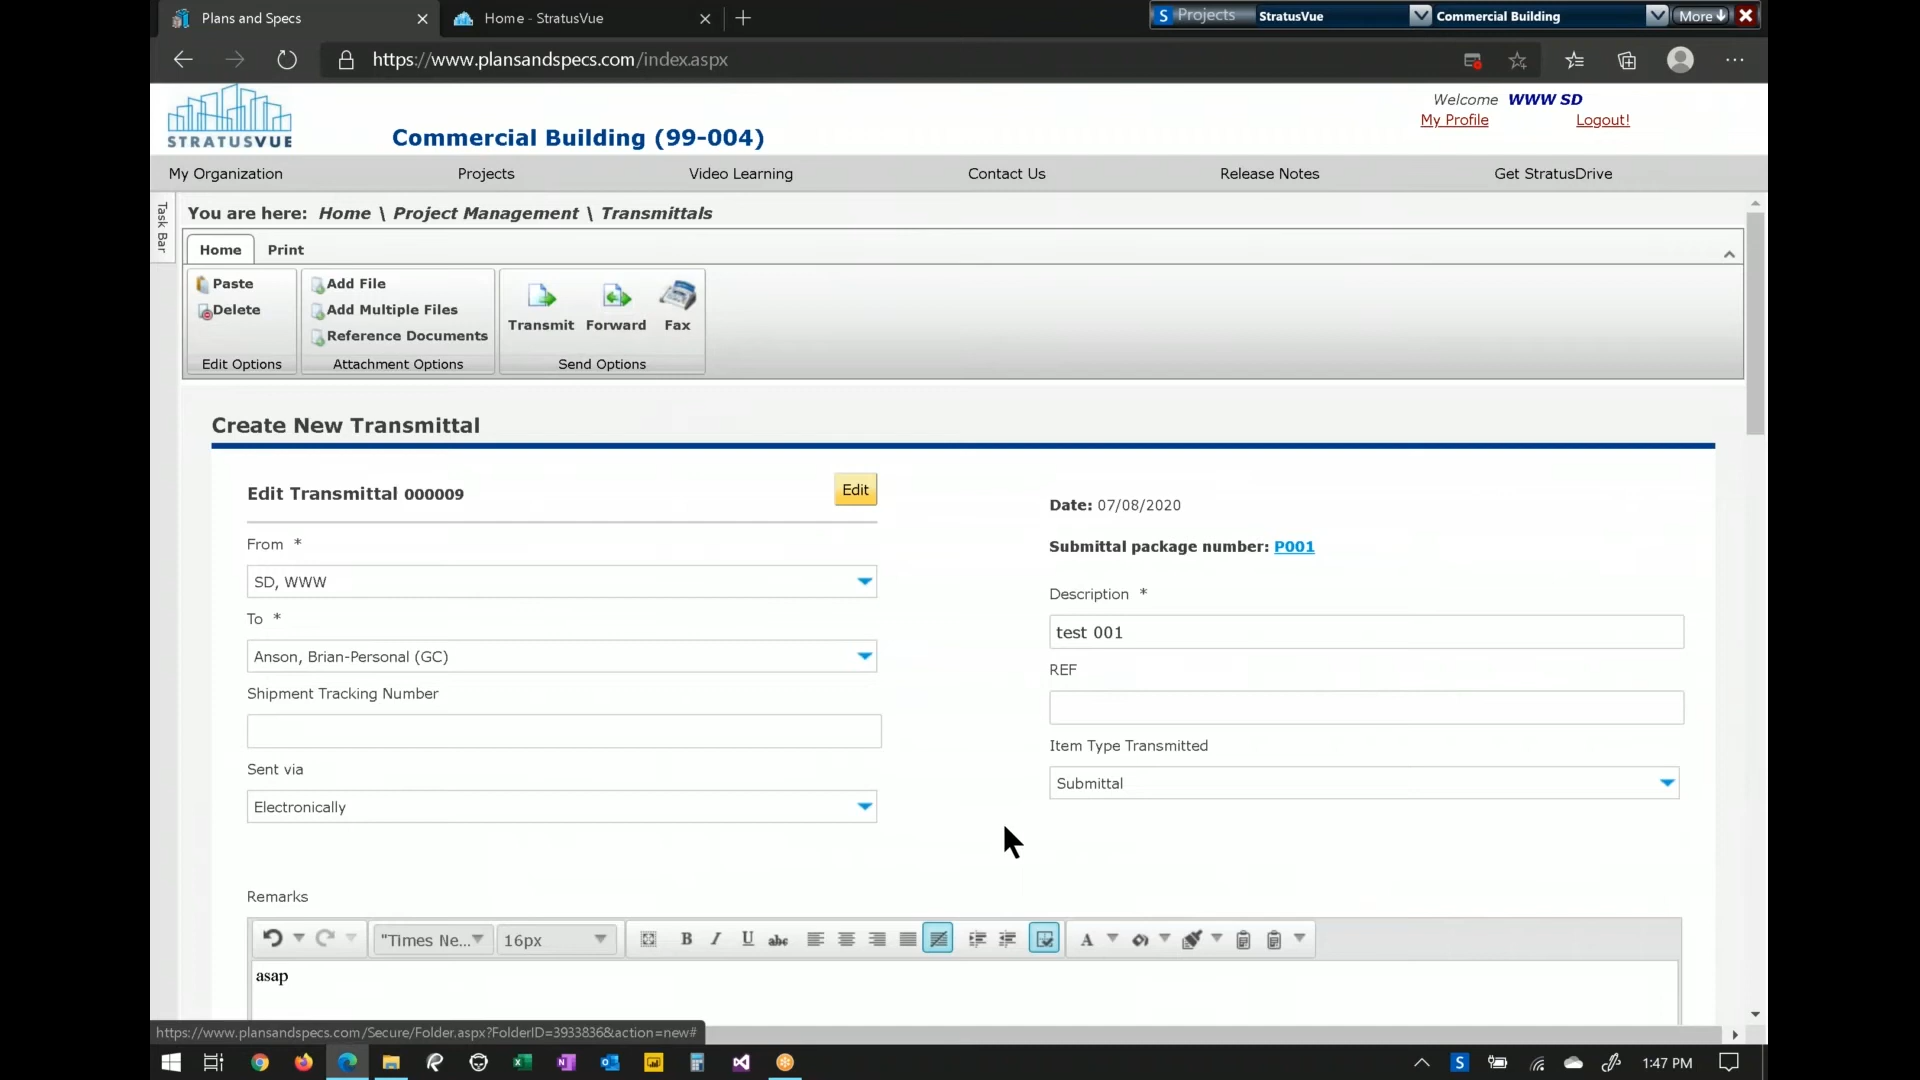 Plans and Specs
Home - StratusVue
S Projects StratusVue Commercial Building More
https://www.plansandspecs.com/index.aspx
STRATUSVUE
Commercial Building (99-004)
Welcome WWW SD
My Profile Logout!
My Organization Projects Video Learning Contact Us Release Notes Get StratusDrive
Task Bar
You are here: Home \ Project Management \ Transmittals
Home Print
Paste
Delete
Edit Options
Add File
Add Multiple Files
Reference Documents
Attachment Options
Transmit Forward Fax
Send Options
Create New Transmittal
Edit Transmittal 000009
Edit
From *
SD, WWW
To *
Anson, Brian-Personal (GC)
Shipment Tracking Number
Sent via
Electronically
Date: 07/08/2020
Submittal package number: P001
Description *
test 001
REF
Item Type Transmitted
Submittal
Remarks
"Times Ne... 16px B I U abc A
asap
https://www.plansandspecs.com/Secure/Folder.aspx?FolderID=3933836&action=new#
S 1:47 PM